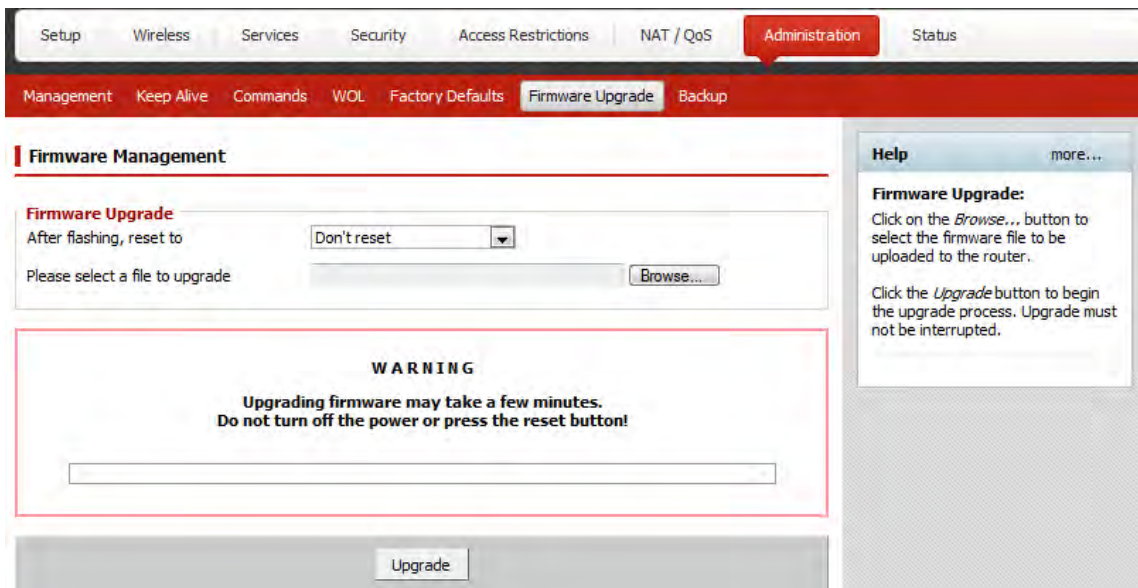 Setup Wireless Services Security Access Restrictions NAT / QoS Administration Status
Management Keep Alive Commands WOL Factory Defaults Firmware Upgrade Backup
Firmware Management
Firmware Upgrade
After flashing, reset to Don't reset
Please select a file to upgrade Browse...
WARNING
Upgrading firmware may take a few minutes.
Do not turn off the power or press the reset button!
Upgrade
Help more...
Firmware Upgrade:
Click on the Browse... button to
select the firmware file to be
uploaded to the router.
Click the Upgrade button to begin
the upgrade process. Upgrade must
not be interrupted.